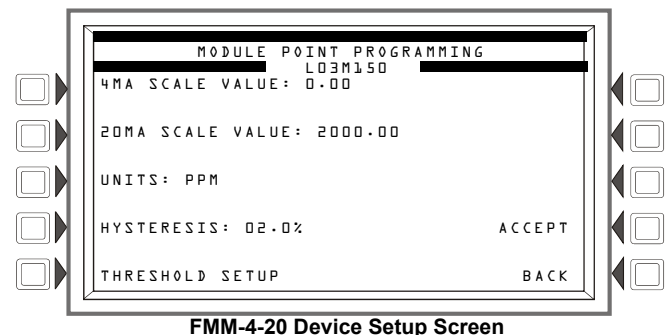 MODULE POINT PROGRAMMING
L03M150
4MA SCALE VALUE: 0.00
20MA SCALE VALUE: 2000.00
UNITS: PPM
HYSTERESIS: 02.0%
ACCEPT
THRESHOLD SETUP
BACK
FMM-4-20 Device Setup Screen